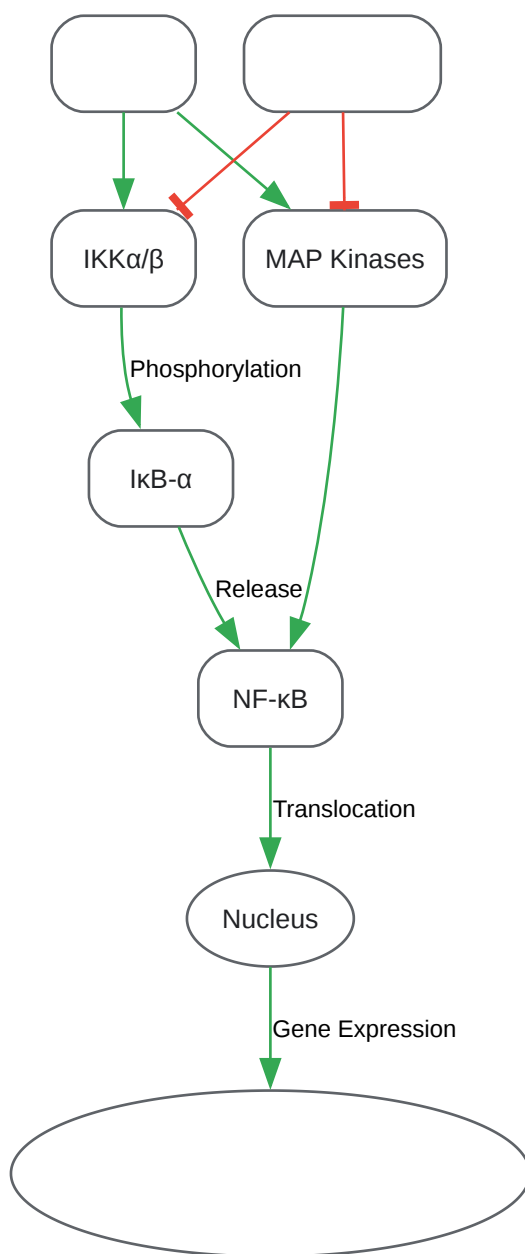 IKKα/β
MAP Kinases
Phosphorylation
IκB-α
Release
NF-κB
Translocation
Nucleus
Gene Expression